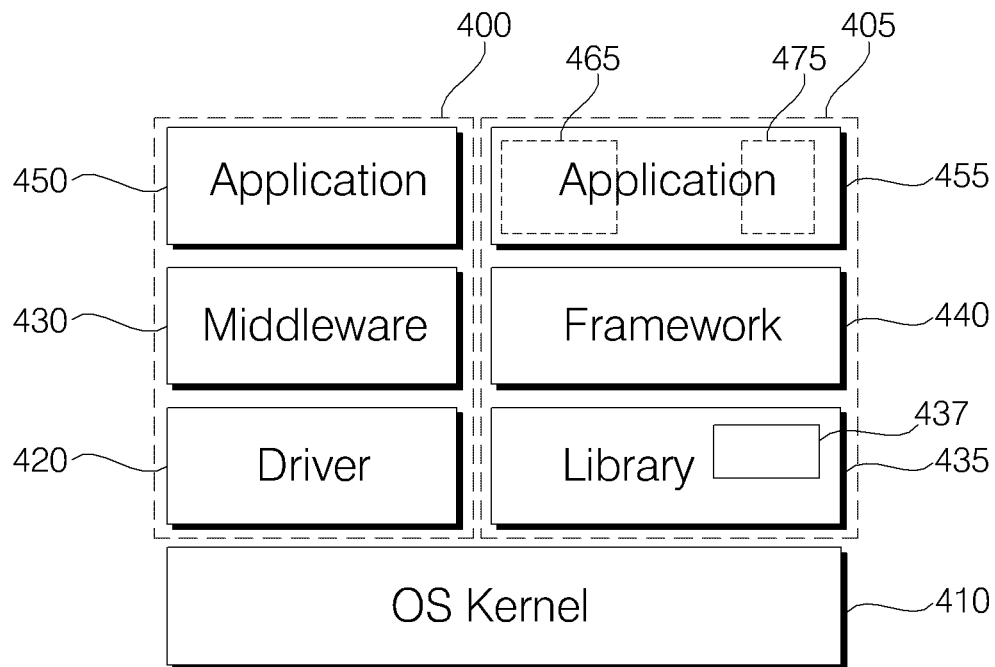 400
405
465
475
450
Application
Application
455
430
Middleware
Framework
440
437
420
Driver
Library
435
OS Kernel
410